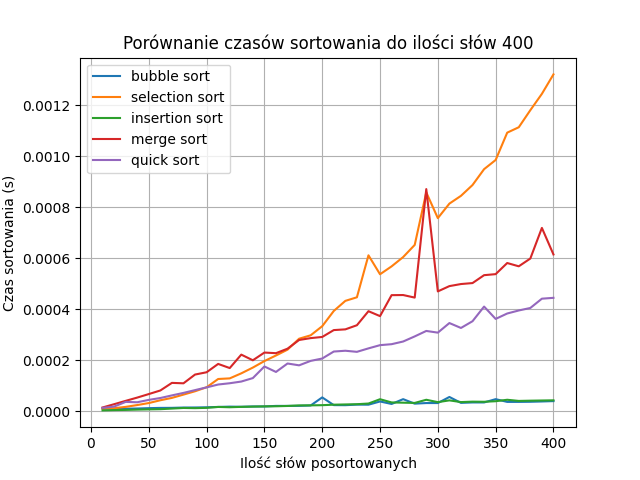 Porównanie czasów sortowania do ilości słów 400
bubble sort
selection sort
insertion sort
merge sort
quick sort
Czas sortowania (s)
0.0012
0.0010
0.0008
0.0006
0.0004
0.0002
0.0000
0 50 100 150 200 250 300 350 400
Ilość słów posortowanych